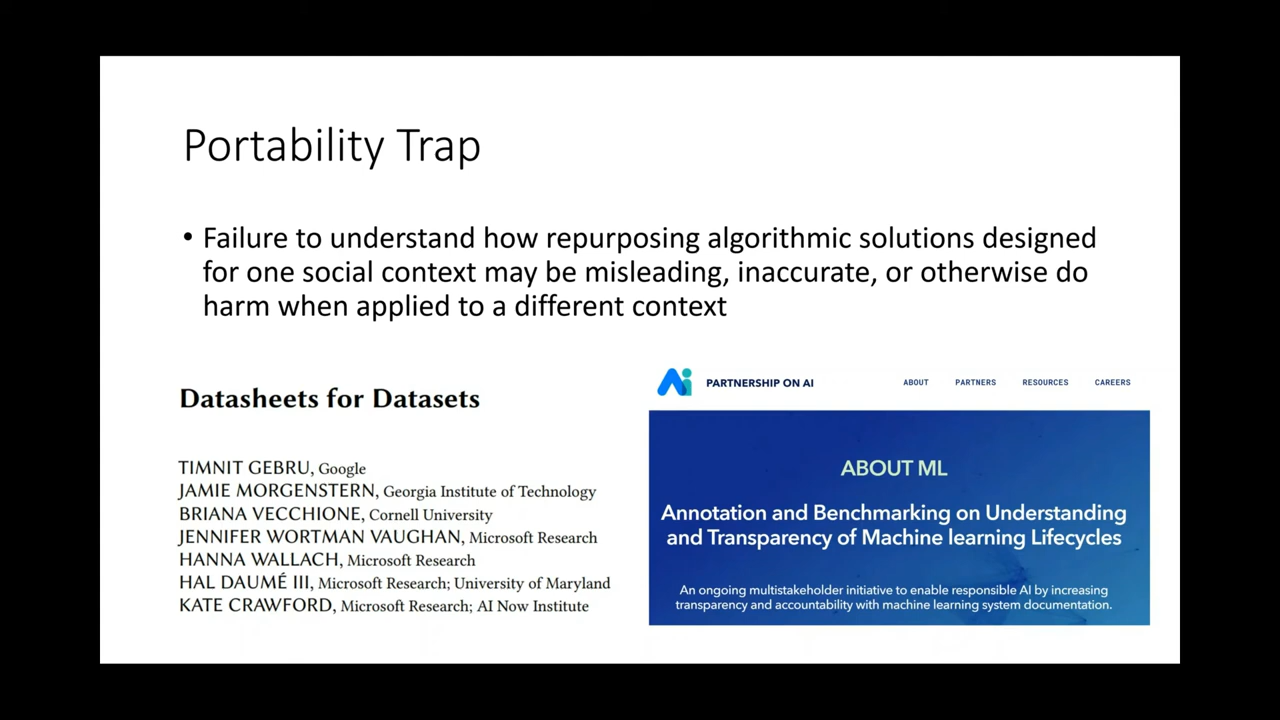 Portability Trap
• Failure to understand how repurposing algorithmic solutions designed
for one social context may be misleading, inaccurate, or otherwise do
harm when applied to a different context
Datasheets for Datasets
TIMNIT GEBRU, Google
JAMIE MORGENSTERN, Georgia Institute of Technology
BRIANA VECCHIONE, Cornell University
JENNIFER WORTMAN VAUGHAN, Microsoft Research
HANNA WALLACH, Microsoft Research
HAL DAUMÉ III, Microsoft Research; University of Maryland
KATE CRAWFORD, Microsoft Research; AI Now Institute
Ai PARTNERSHIP ON AI ABOUT PARTNERS RESOURCES CAREERS
ABOUT ML
Annotation and Benchmarking on Understanding
and Transparency of Machine learning Lifecycles
An ongoing multistakeholder initiative to enable responsible AI by increasing
transparency and accountability with machine learning system documentation.